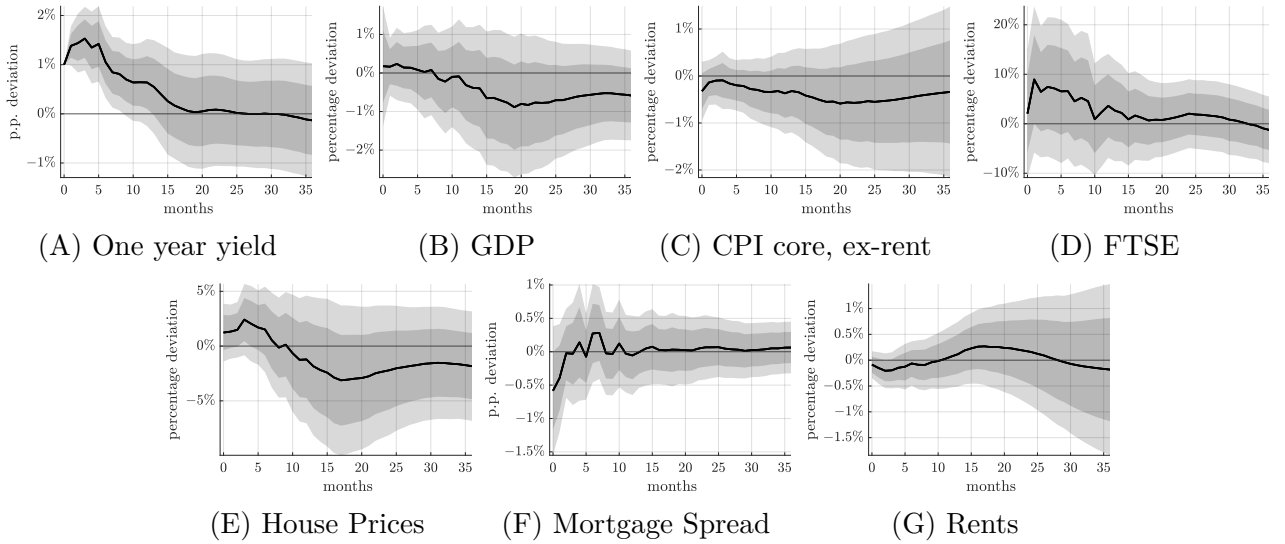 2%
1%
0%
−1%
p.p. deviation
0 5 10 15 20 25 30 35
months
(A) One year yield
1%
0%
−1%
−2%
percentage deviation
0 5 10 15 20 25 30 35
months
(B) GDP
1%
0%
−1%
−2%
percentage deviation
0 5 10 15 20 25 30 35
months
(C) CPI core, ex-rent
20%
10%
0%
−10%
percentage deviation
0 5 10 15 20 25 30 35
months
(D) FTSE
5%
0%
−5%
percentage deviation
0 5 10 15 20 25 30 35
months
(E) House Prices
1%
0.5%
0%
−0.5%
−1%
−1.5%
p.p. deviation
0 5 10 15 20 25 30 35
months
(F) Mortgage Spread
1%
0.5%
0%
−0.5%
−1%
−1.5%
percentage deviation
0 5 10 15 20 25 30 35
months
(G) Rents